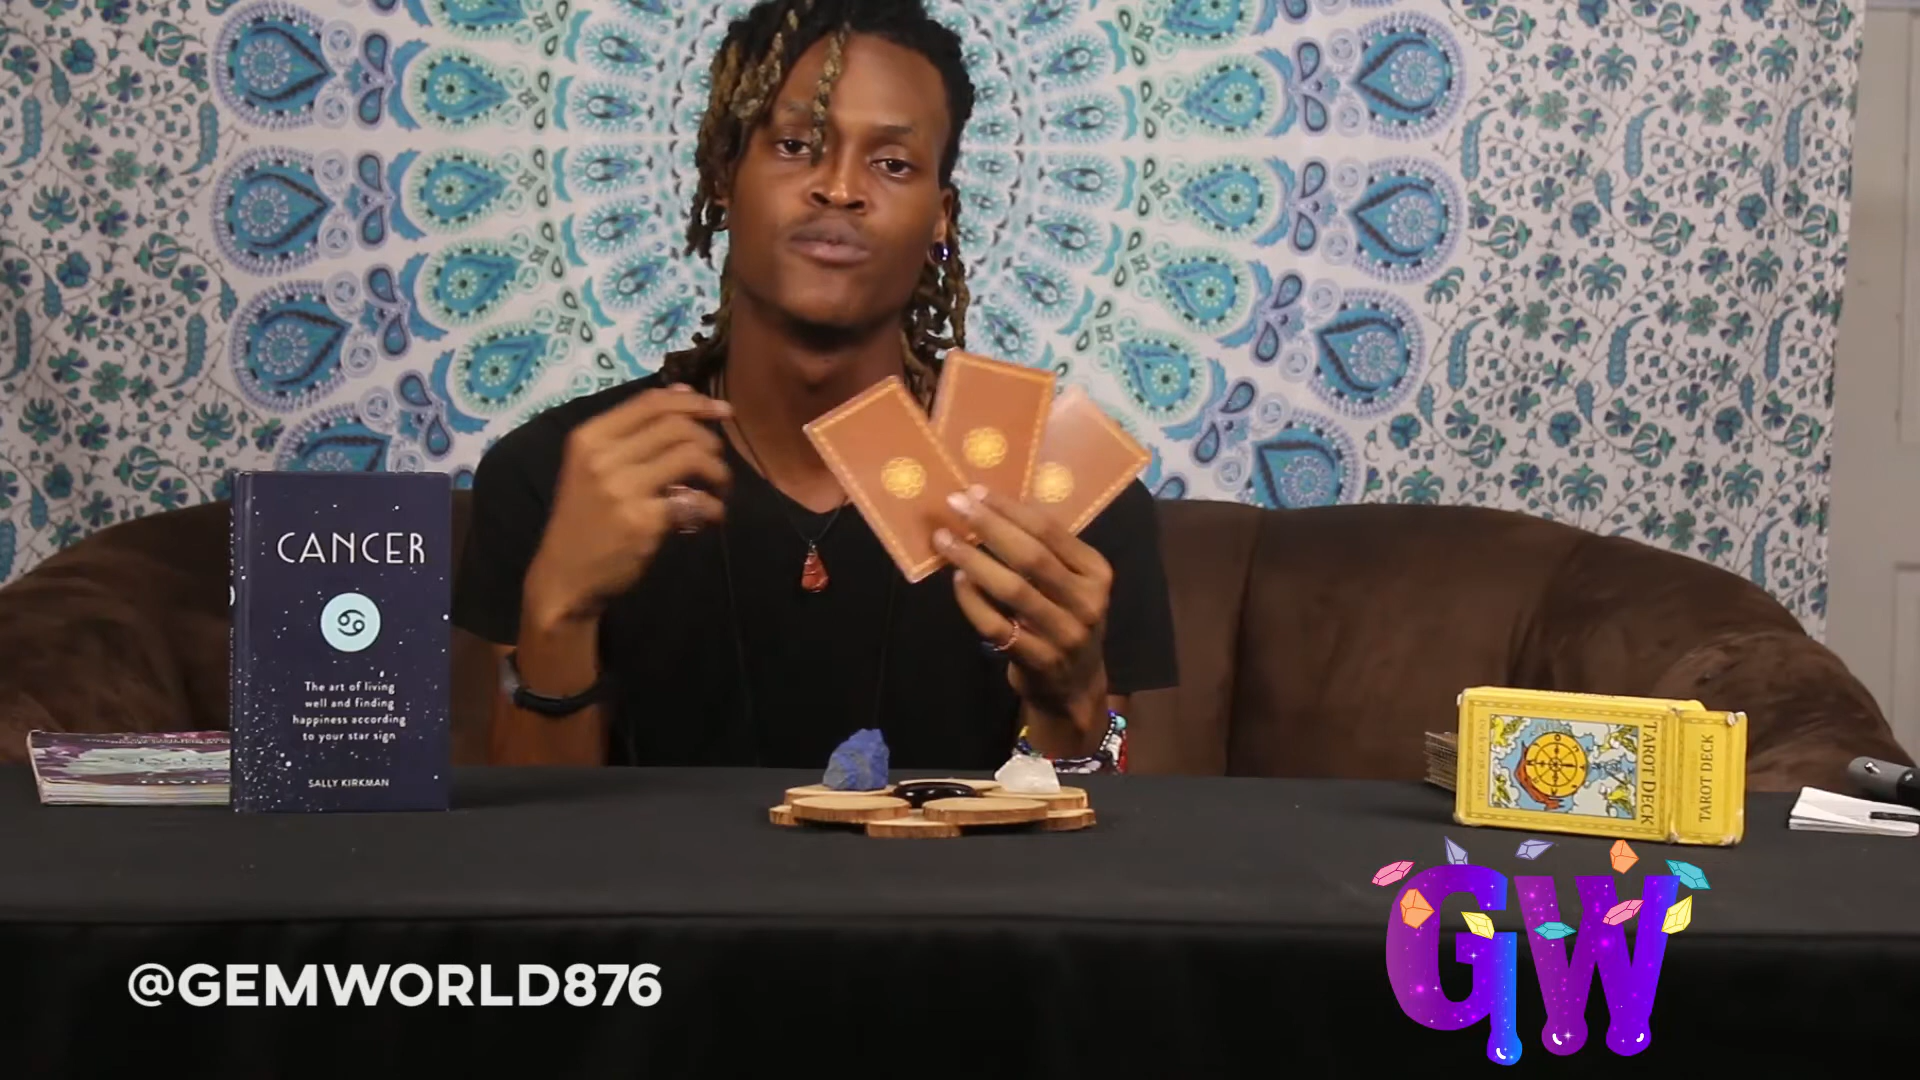 CANCER
The art of living
well and finding
happiness according
to your star sign
SALLY KIRKMAN
TAROT DECK
TAROT DECK
@GEMWORLD876
GW